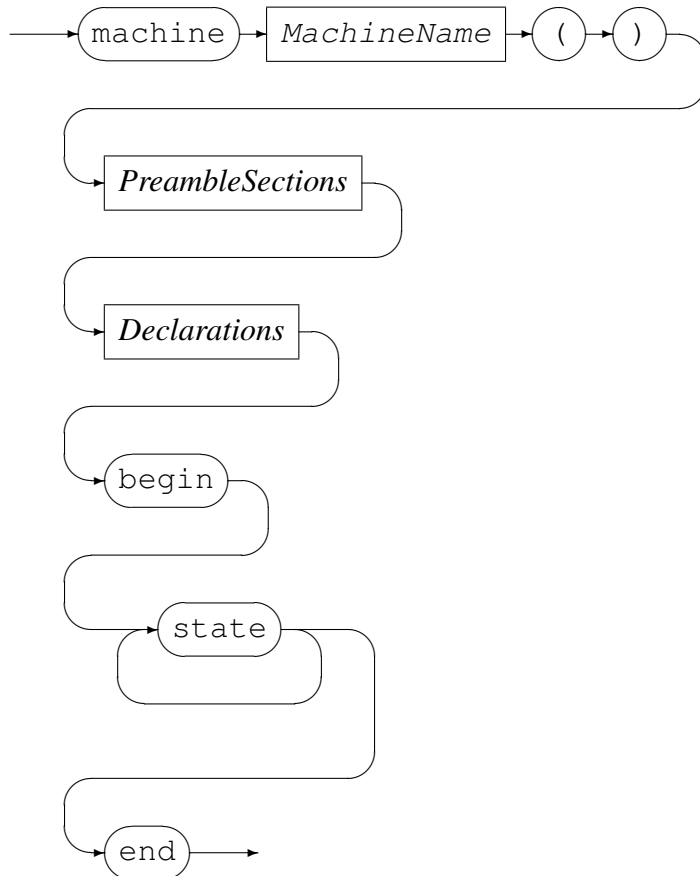 machine MachineName ( )
PreambleSections
Declarations
begin
state
end